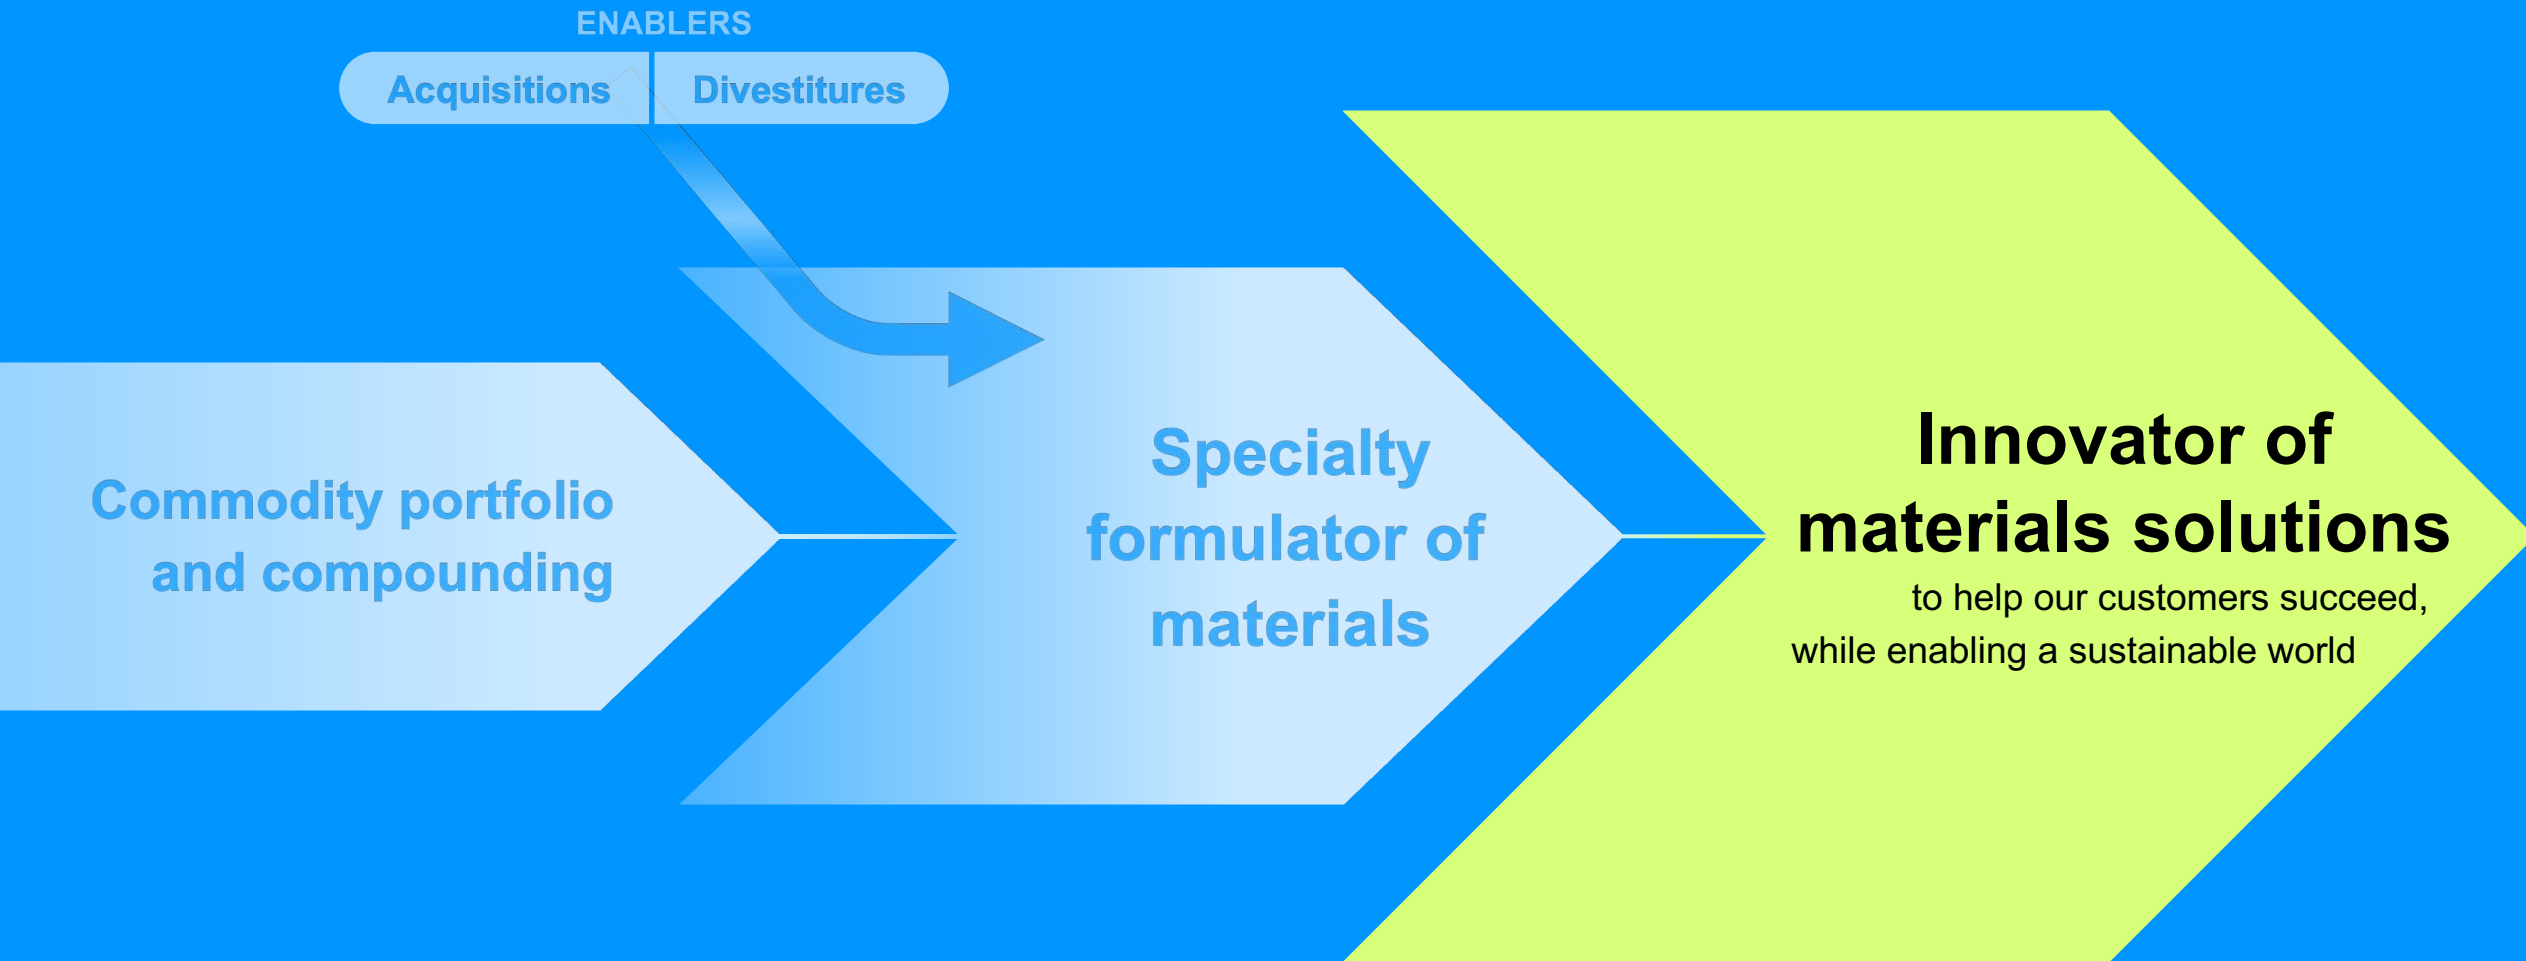 ENABLERS
Acquisitions
Divestitures
Commodity portfolio
and compounding
Specialty
formulator of
materials
Innovator of
materials solutions
to help our customers succeed,
while enabling a sustainable world